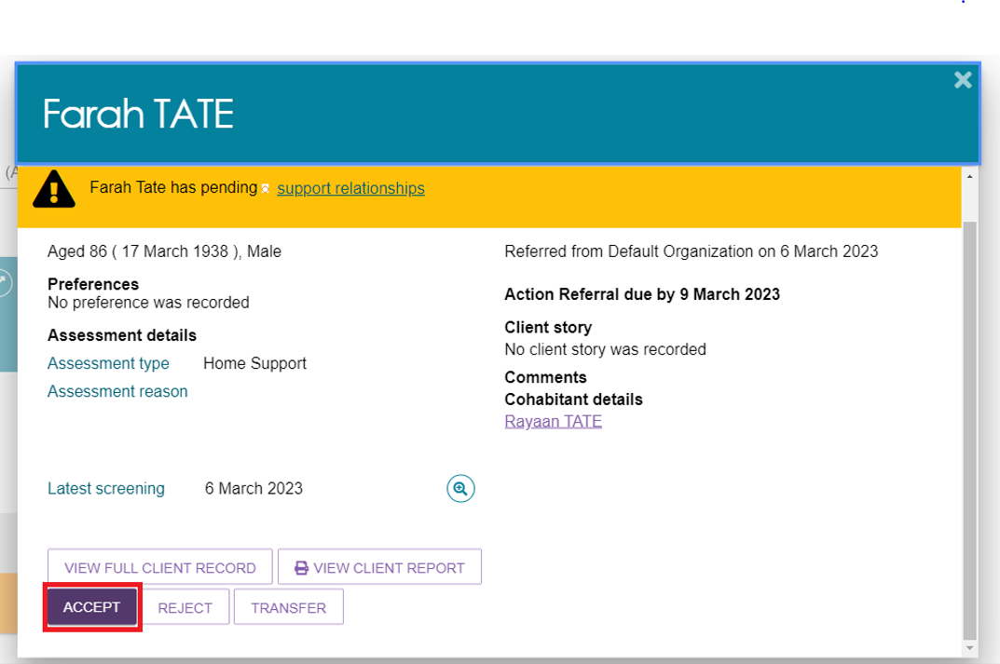 Farah TATE
(A
Farah Tate has pending support relationships
Aged 86 ( 17 March 1938 ), Male
Preferences
No preference was recorded
Assessment details
Assessment type Home Support
Assessment reason
Latest screening 6 March 2023
Referred from Default Organization on 6 March 2023
Action Referral due by 9 March 2023
Client story
No client story was recorded
Comments
Cohabitant details
Rayaan TATE
VIEW FULL CLIENT RECORD VIEW CLIENT REPORT
ACCEPT REJECT TRANSFER